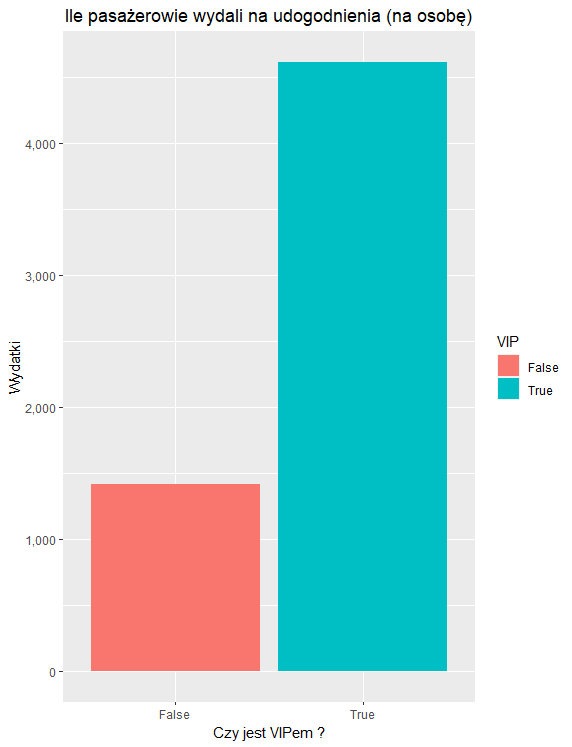 Ile pasażerowie wydali na udogodnienia (na osobę)
Wydatki
4,000
3,000
2,000
1,000
0
False
True
Czy jest VIPem ?
VIP
False
True